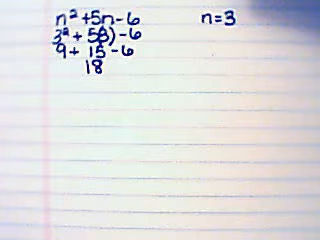 n² + 5n - 6 n = 3
3² + 5(3) - 6
9 + 15 - 6
18